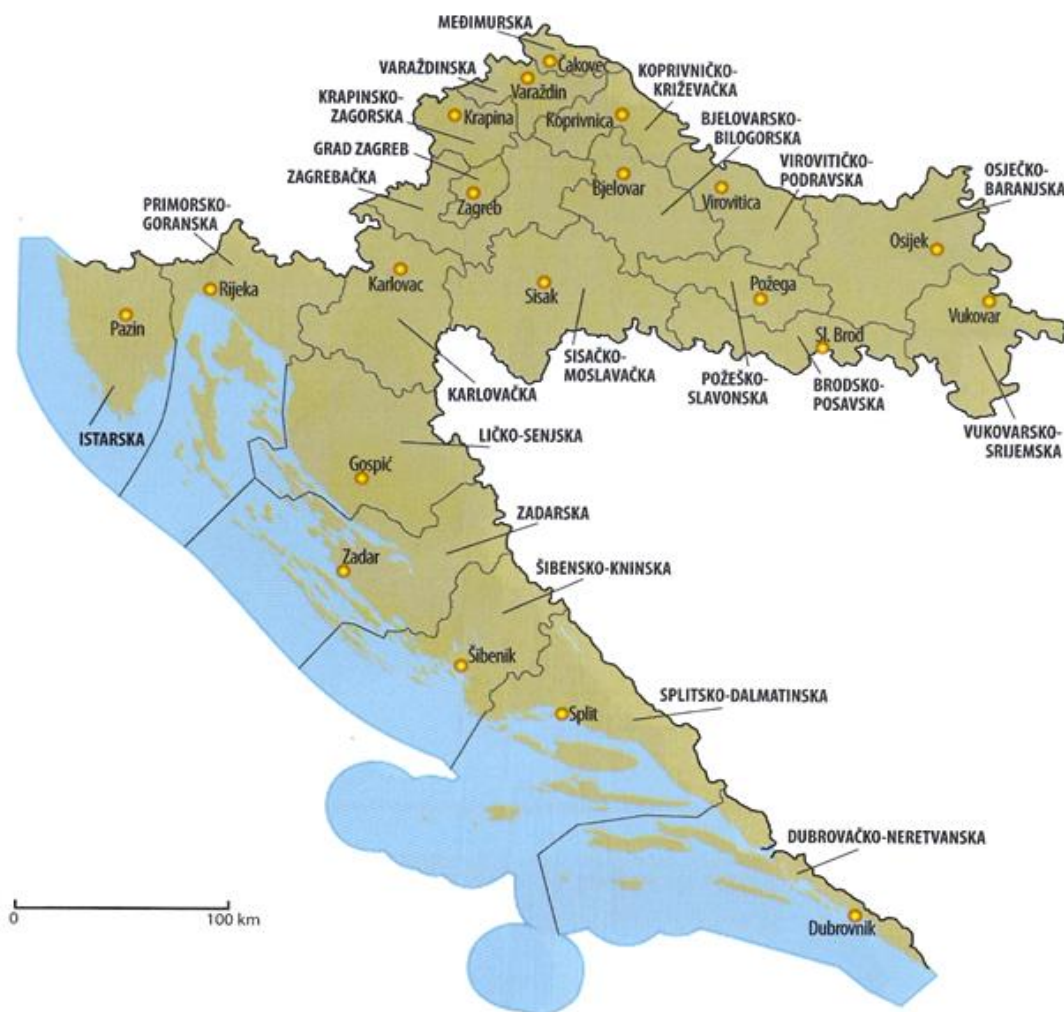 MEĐIMURSKA
Čakovec
VARAŽDINSKA
Varaždin
KOPRIVNIČKO-
KRIŽEVAČKA
KRAPINSKO-
ZAGORSKA
Krapina
Koprivnica
BJELOVARSKO-
BILOGORSKA
GRAD ZAGREB
VIROVITIČKO-
PODRAVSKA
OSJEČKO-
BARANJSKA
ZAGREBAČKA
Zagreb
Bjelovar
Virovitica
PRIMORSKO-
GORANSKA
Osijek
Rijeka
Karlovac
Sisak
Požega
Vukovar
Pazin
Sl. Brod
SISAČKO-
MOSLAVAČKA
POŽEŠKO-
SLAVONSKA
BRODSKO-
POSAVSKA
KARLOVAČKA
VUKOVARSKO-
SRIJEMSKA
ISTARSKA
LIČKO-SENJSKA
Gospić
ZADARSKA
Zadar
ŠIBENSKO-KNINSKA
Šibenik
SPLITSKO-DALMATINSKA
Split
DUBROVAČKO-NERETVANSKA
Dubrovnik
0 100 km